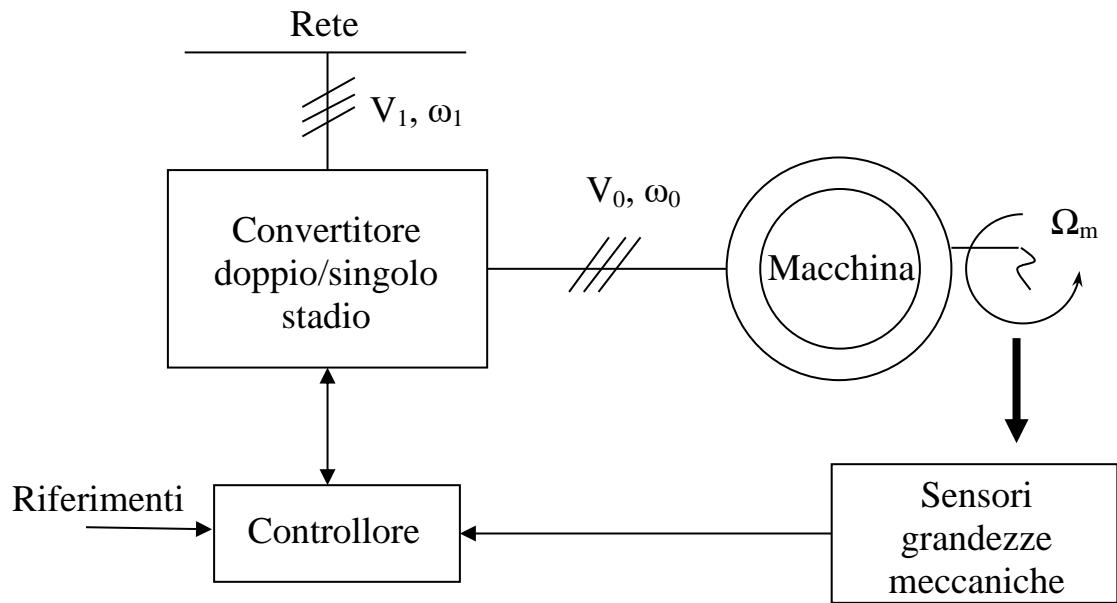 Rete
V₁, ω₁
V₀, ω₀
Ωₘ
Convertitore
doppio/singolo
stadio
Macchina
Riferimenti
Controllore
Sensori
grandezze
meccaniche